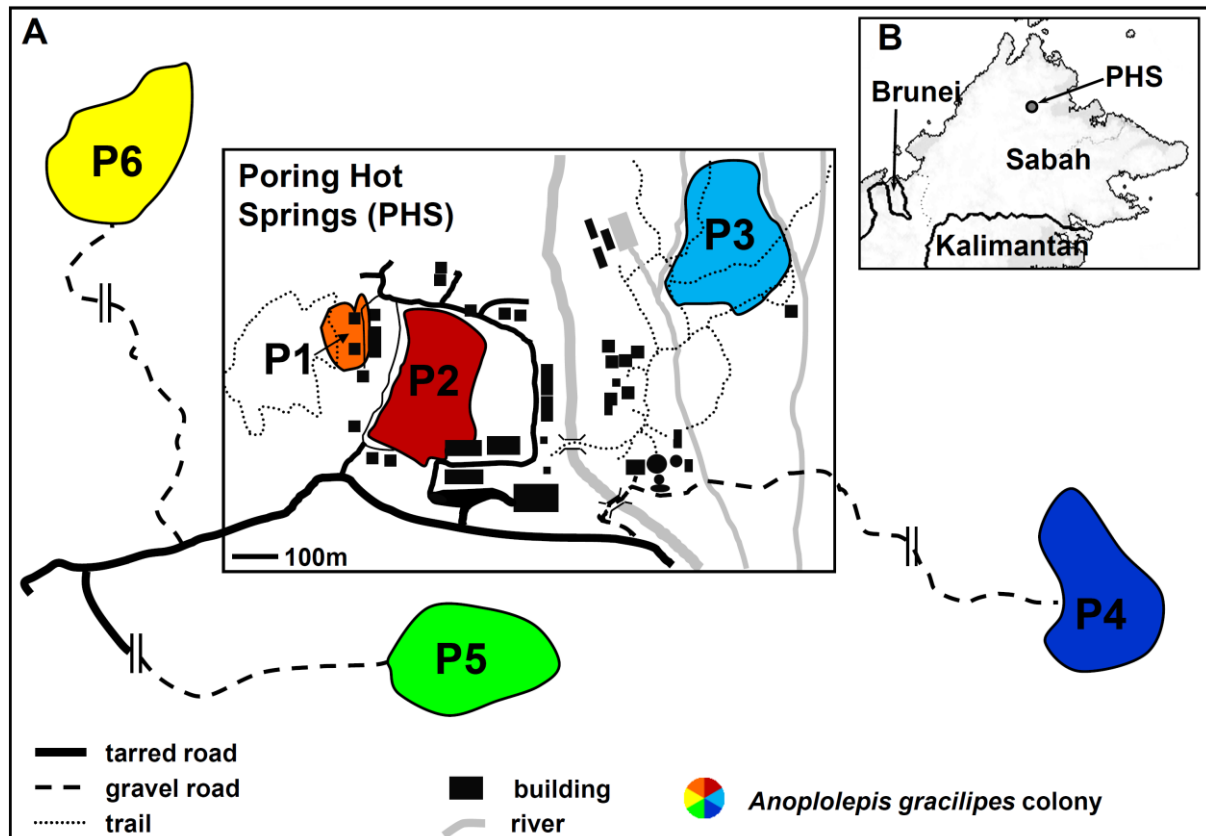 A
B
PHS
Brunei
Sabah
Kalimantan
P6
Poring Hot
Springs (PHS)
P3
P1
P2
100m
P4
P5
tarred road
gravel road
trail
building
river
Anoplolepis gracilipes colony